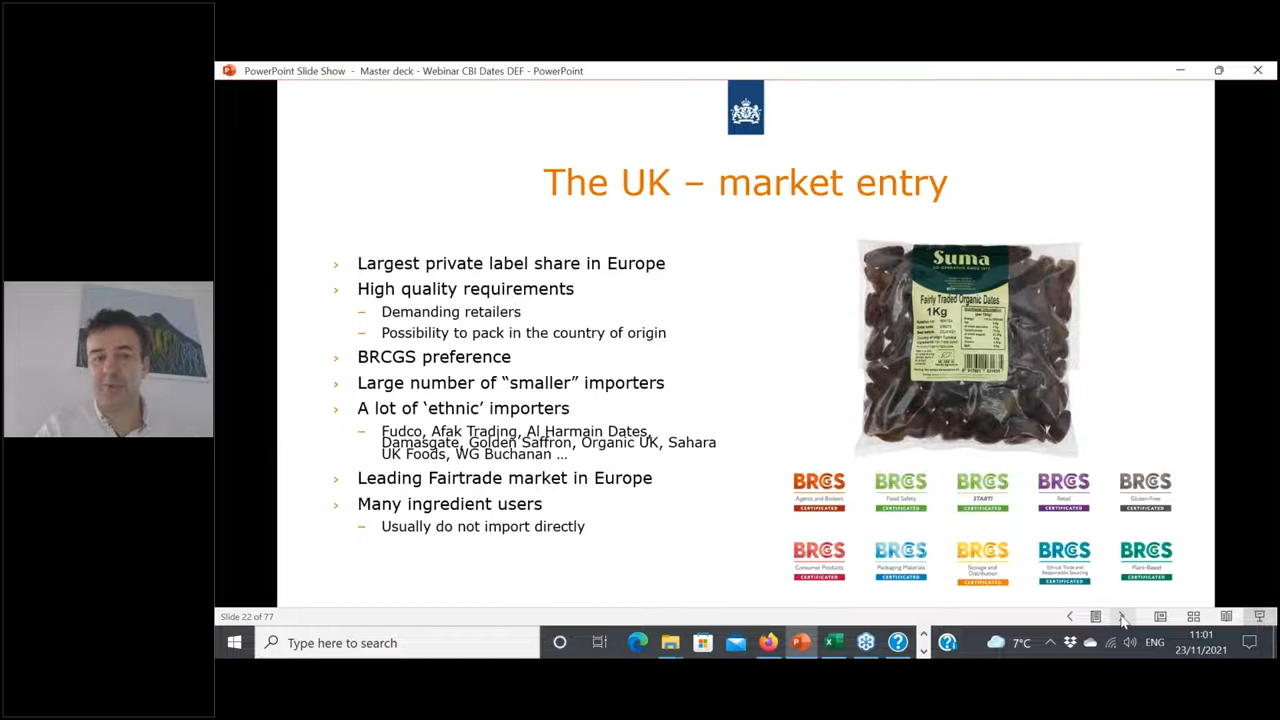 PowerPoint Slide Show - Master deck - Webinar CBI Dates DEF - PowerPoint
The UK – market entry
› Largest private label share in Europe
› High quality requirements
– Demanding retailers
– Possibility to pack in the country of origin
› BRCGS preference
› Large number of “smaller” importers
› A lot of ‘ethnic’ importers
– Fudco, Afak Trading, Al Harmain Dates,
Damasgate, Golden Saffron, Organic UK, Sahara
UK Foods, WG Buchanan …
› Leading Fairtrade market in Europe
› Many ingredient users
– Usually do not import directly
Suma
Fairly Traded Organic Dates
1Kg
BRCGS BRCGS BRCGS BRCGS BRCGS
Agents and Brokers Food Safety START! Retail Gluten-Free
CERTIFICATED CERTIFICATED CERTIFICATED CERTIFICATED CERTIFICATED
BRCGS BRCGS BRCGS BRCGS BRCGS
Consumer Products Packaging Materials Storage and Distribution Ethical Trade and Responsible Sourcing Plant-Based
CERTIFICATED CERTIFICATED CERTIFICATED CERTIFICATED CERTIFICATED
Slide 22 of 77
Type here to search
7°C ENG 11:01
23/11/2021